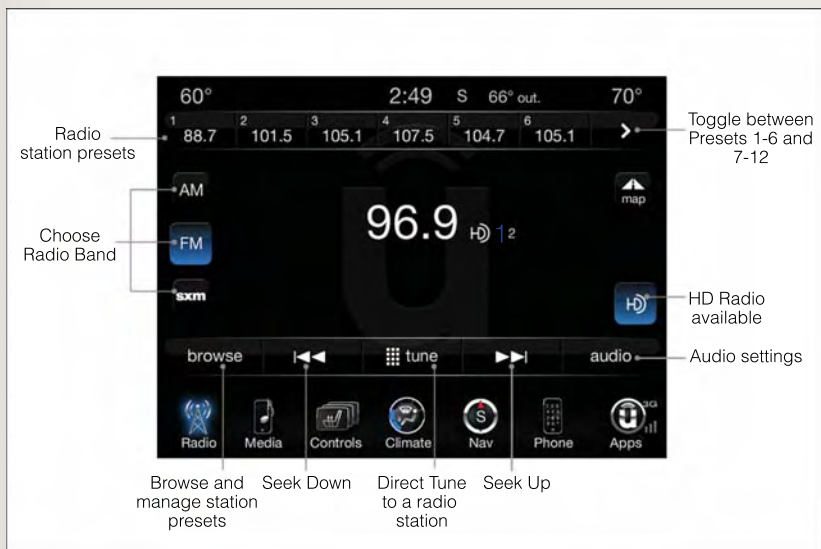 60° 2:49 S 66° out. 70°
1 88.7 2 101.5 3 105.1 4 107.5 5 104.7 6 105.1
Radio
station presets
Toggle between
Presets 1-6 and
7-12
AM
map
Choose
Radio Band
FM
96.9 HD 1 2
sxm
HD
HD Radio
available
browse tune audio
Audio settings
Radio Media Controls Climate S Nav Phone 3G Apps
Browse and
manage station
presets
Seek Down
Direct Tune
to a radio
station
Seek Up